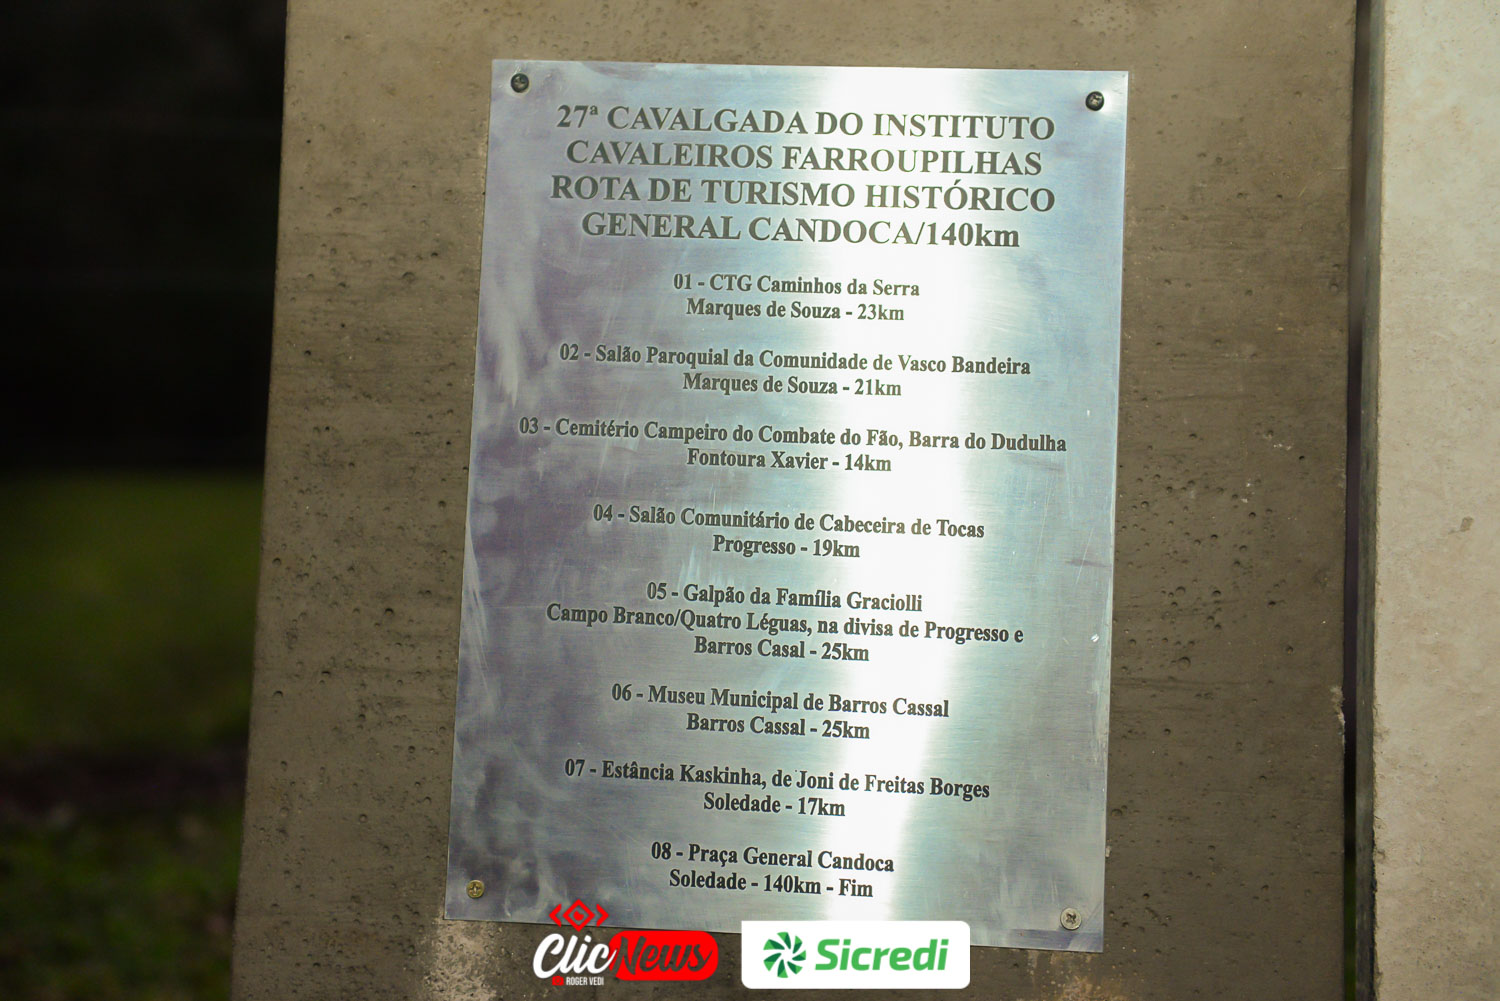 27ª CAVALGADA DO INSTITUTO
CAVALEIROS FARROUPILHAS
ROTA DE TURISMO HISTÓRICO
GENERAL CANDOCA/140km
01 - CTG Caminhos da Serra
Marques de Souza - 23km
02 - Salão Paroquial da Comunidade de Vasco Bandeira
Marques de Souza - 21km
03 - Cemitério Campeiro do Combate do Fão, Barra do Dudulha
Fontoura Xavier - 14km
04 - Salão Comunitário de Cabeceira de Tocas
Progresso - 19km
05 - Galpão da Família Graciolli
Campo Branco/Quatro Léguas, na divisa de Progresso e
Barros Casal - 25km
06 - Museu Municipal de Barros Cassal
Barros Cassal - 25km
07 - Estância Kaskinha, de Joni de Freitas Borges
Soledade - 17km
08 - Praça General Candoca
Soledade - 140km - Fim
ClicNews
ROGER VEDI
Sicredi